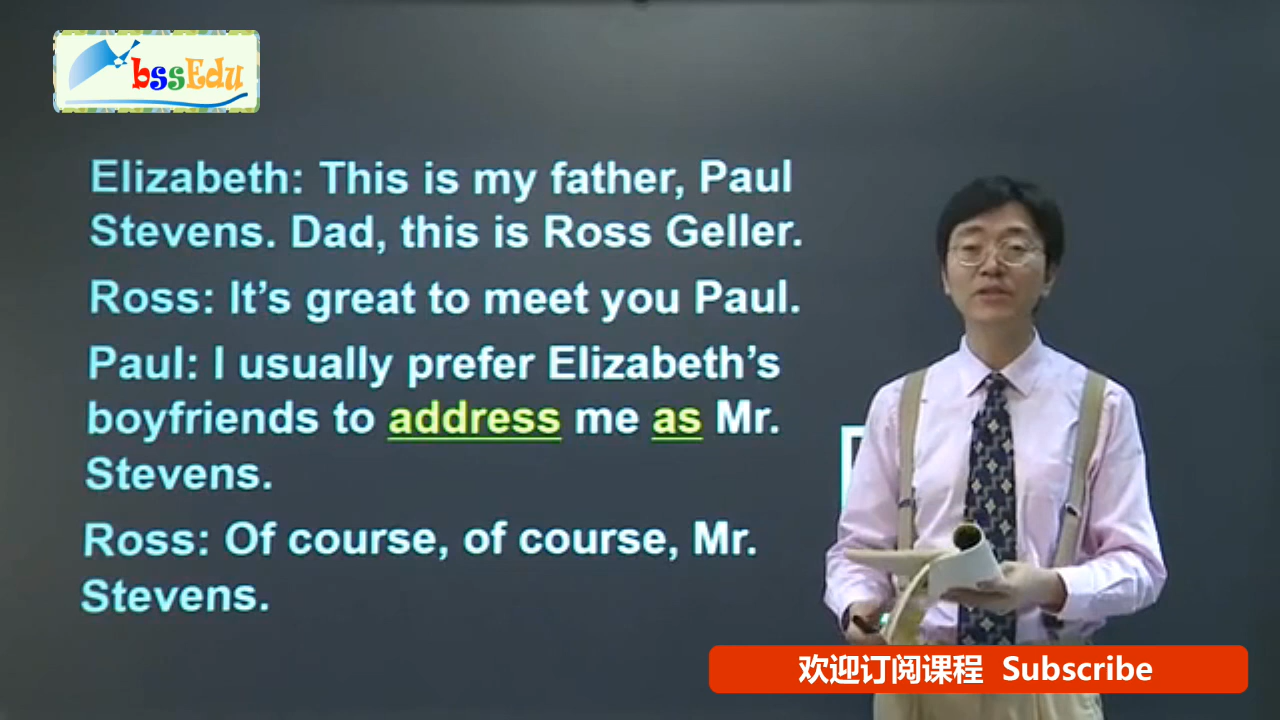 bssEdu
Elizabeth: This is my father, Paul
Stevens. Dad, this is Ross Geller.
Ross: It’s great to meet you Paul.
Paul: I usually prefer Elizabeth’s
boyfriends to address me as Mr.
Stevens.
Ross: Of course, of course, Mr.
Stevens.
欢迎订阅课程 Subscribe